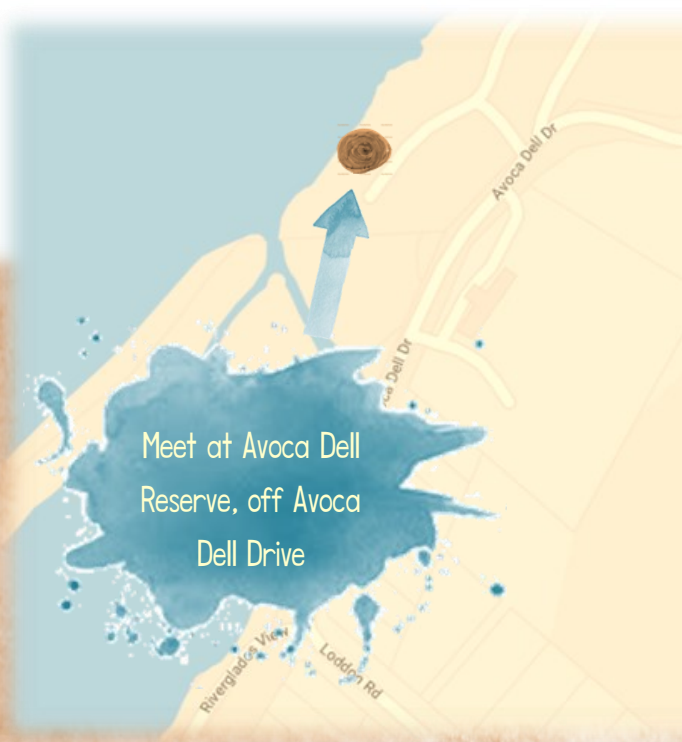 Avoca Dell Dr
Dell Dr
Meet at Avoca Dell
Reserve, off Avoca
Dell Drive
Riverglades View
Loddon Rd